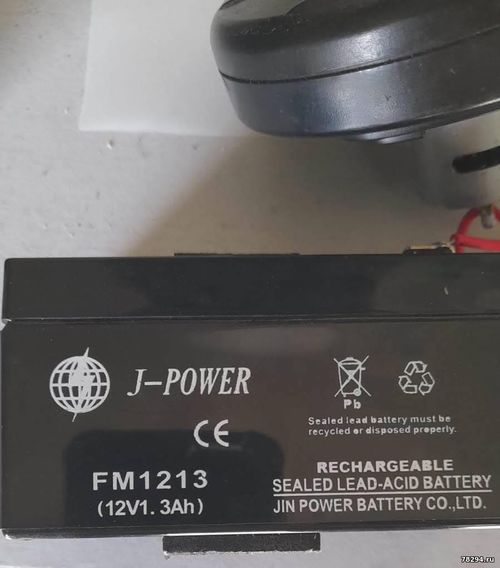 J-POWER
CE
FM1213
(12V1.3Ah)
Pb
Sealed lead battery must be
recycled or disposed properly.
RECHARGEABLE
SEALED LEAD-ACID BATTERY
JIN POWER BATTERY CO.,LTD.
78294.ru